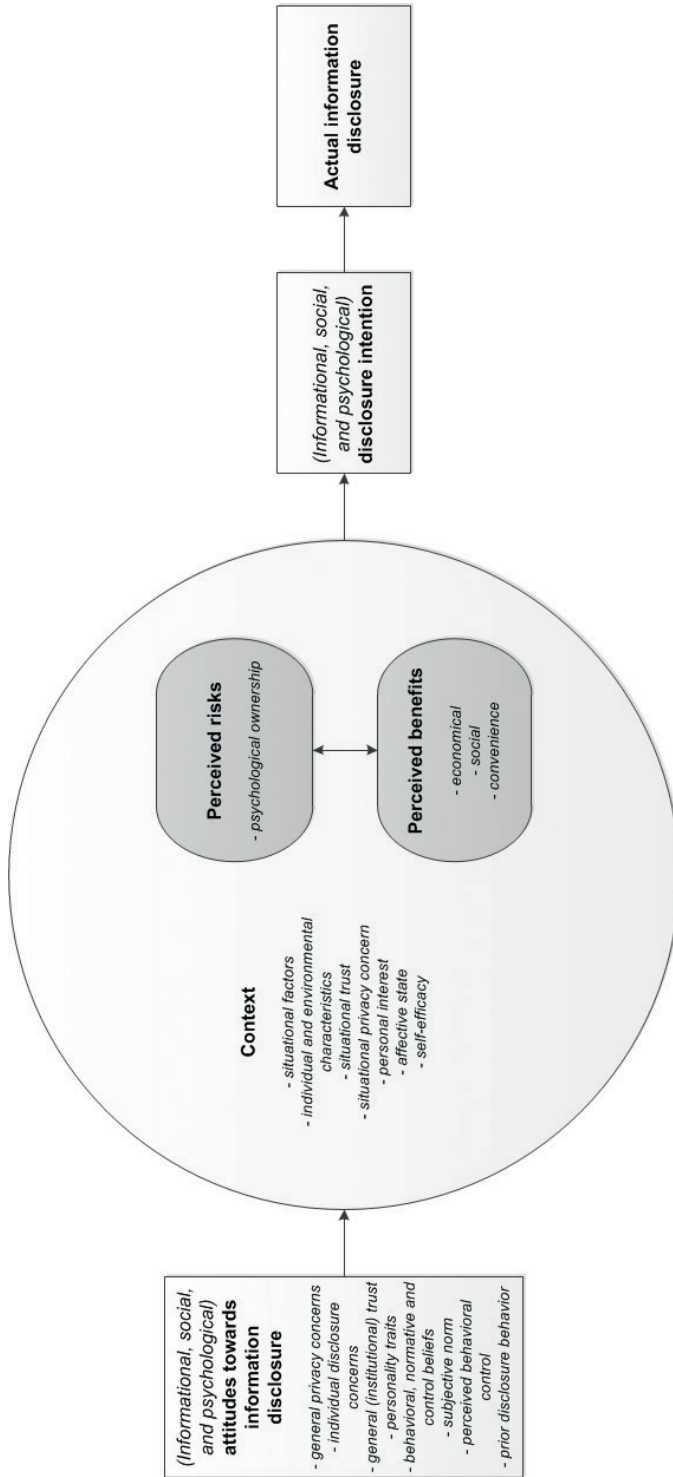 (Informational, social,
and psychological)
attitudes towards
information
disclosure
- general privacy concerns
- individual disclosure
concerns
- general (institutional) trust
- personality traits
- behavioral, normative and
control beliefs
- subjective norm
- perceived behavioral
control
- prior disclosure behavior
Context
- situational factors
- individual and environmental
characteristics
- situational trust
- situational privacy concern
- personal interest
- affective state
- self-efficacy
Perceived risks
- psychological ownership
Perceived benefits
- economical
- social
- convenience
(Informational, social,
and psychological)
disclosure intention
Actual information
disclosure